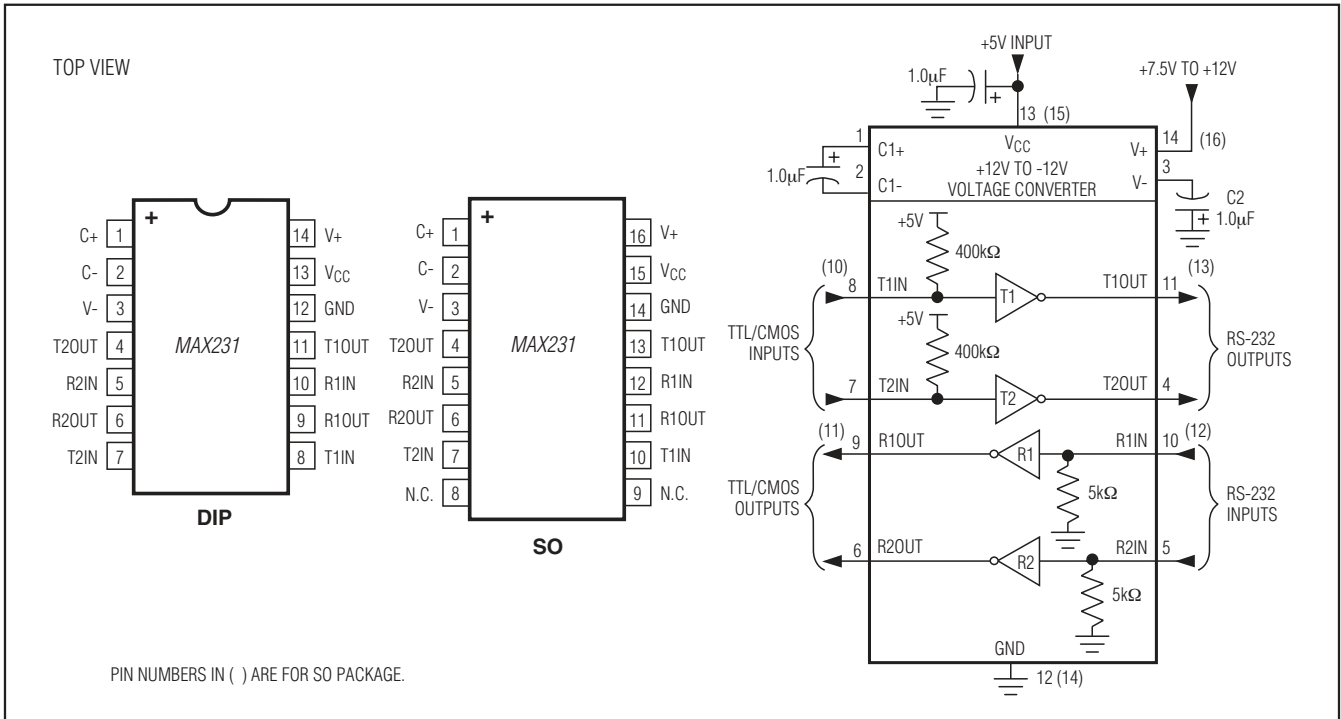 TOP VIEW
+
C+ 1
C- 2
V- 3
T2OUT 4
R2IN 5
R2OUT 6
T2IN 7
MAX231
14 V+
13 VCC
12 GND
11 T1OUT
10 R1IN
9 R1OUT
8 T1IN
DIP
+
C+ 1
C- 2
V- 3
T2OUT 4
R2IN 5
R2OUT 6
T2IN 7
N.C. 8
MAX231
16 V+
15 VCC
14 GND
13 T1OUT
12 R1IN
11 R1OUT
10 T1IN
9 N.C.
SO
PIN NUMBERS IN ( ) ARE FOR SO PACKAGE.
+5V INPUT
1.0µF
+
+7.5V TO +12V
13 (15)
VCC
+12V TO -12V
VOLTAGE CONVERTER
1
C1+
+
1.0µF
2
C1-
14 (16)
V+
3
V-
C2
+ 1.0µF
+5V
400kΩ
(10)
8 T1IN
T1
T1OUT 11
(13)
+5V
400kΩ
TTL/CMOS
INPUTS
RS-232
OUTPUTS
7 T2IN
T2
T2OUT 4
(11)
9 R1OUT
R1
R1IN 10
(12)
5kΩ
TTL/CMOS
OUTPUTS
RS-232
INPUTS
6 R2OUT
R2
R2IN 5
5kΩ
GND
12 (14)